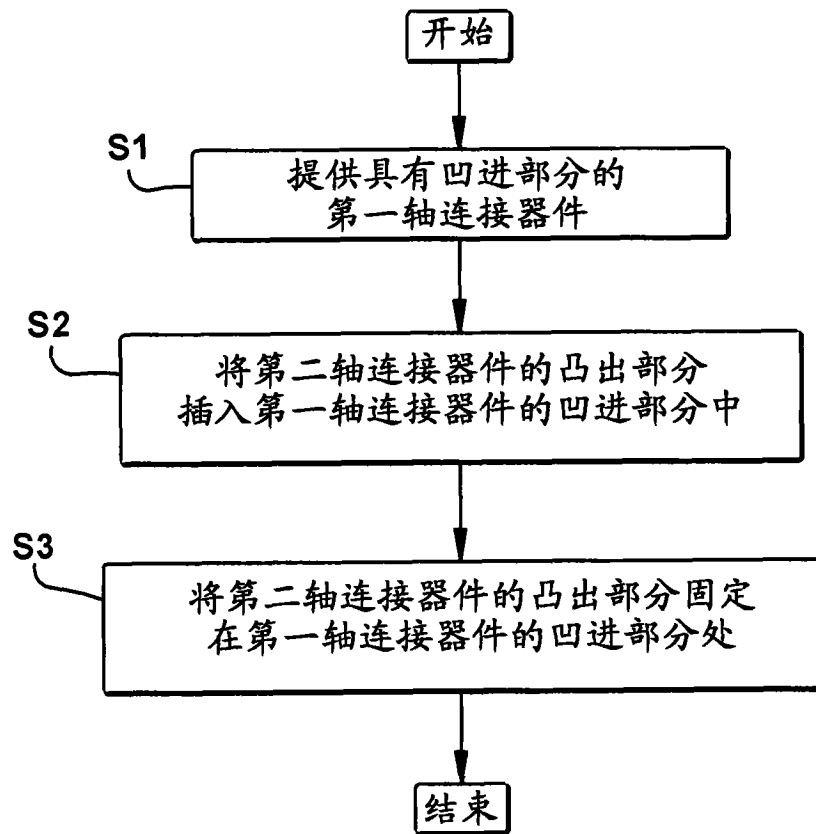 开始
S1
提供具有凹进部分的
第一轴连接器件
S2
将第二轴连接器件的凸出部分
插入第一轴连接器件的凹进部分中
S3
将第二轴连接器件的凸出部分固定
在第一轴连接器件的凹进部分处
结束